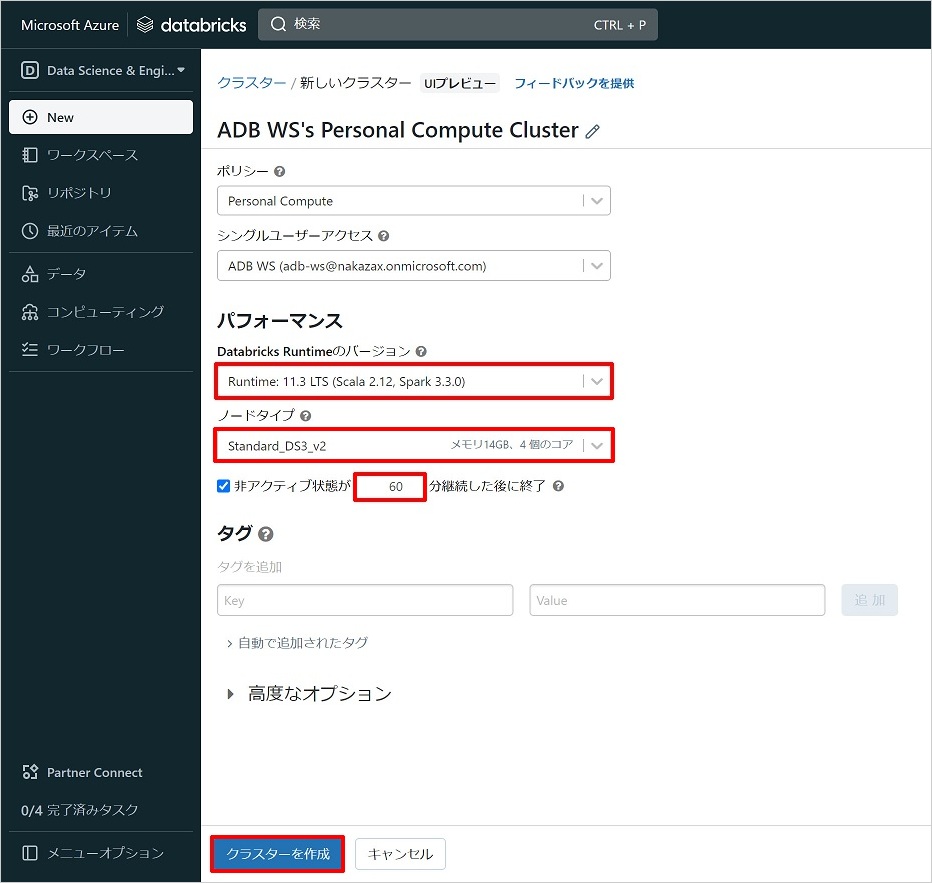 Microsoft Azure databricks 検索 CTRL + P
Data Science & Engi...
New
ワークスペース
リポジトリ
最近のアイテム
データ
コンピューティング
ワークフロー
Partner Connect
0/4 完了済みタスク
メニューオプション
クラスター / 新しいクラスター UIプレビュー フィードバックを提供
ADB WS's Personal Compute Cluster
ポリシー ?
Personal Compute
シングルユーザーアクセス ?
ADB WS (adb-ws@nakazax.onmicrosoft.com)
パフォーマンス
Databricks Runtimeのバージョン ?
Runtime: 11.3 LTS (Scala 2.12, Spark 3.3.0)
ノードタイプ ?
Standard_DS3_v2 メモリ14GB、4 個のコア
非アクティブ状態が 60 分継続した後に終了 ?
タグ ?
タグを追加
Key Value 追加
自動で追加されたタグ
高度なオプション
クラスターを作成 キャンセル